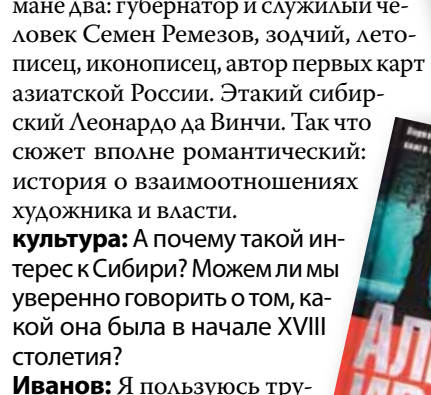 мане два: губернатор и служилый че-
ловек Семен Ремезов, зодчий, лето-
писец, иконописец, автор первых карт
азиатской России. Этакий сибир-
ский Леонардо да Винчи. Так что
сюжет вполне романтический:
история о взаимоотношениях
художника и власти.
культура: А почему такой ин-
терес к Сибири? Можем ли мы
уверенно говорить о том, ка-
кой она была в начале XVIII
столетия?
Иванов: Я пользуюсь тру-